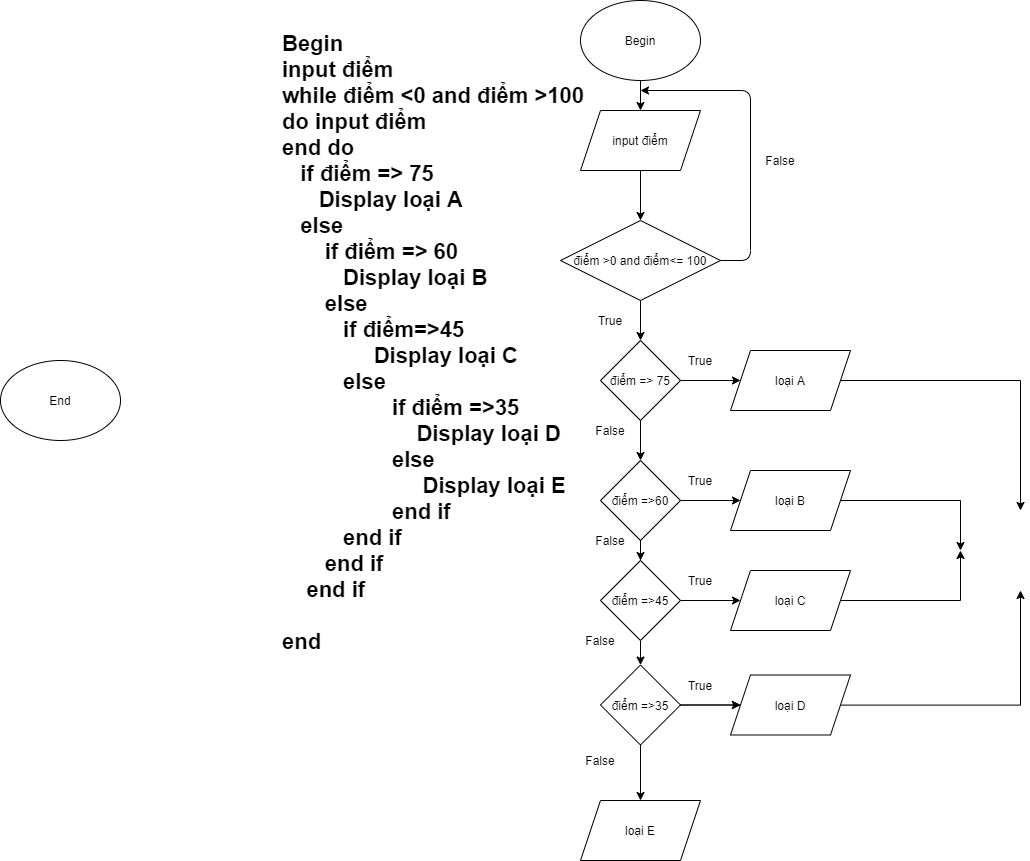 Begin
input điểm
while điểm <0 and điểm >100
do input điểm
end do
if điểm => 75
Display loại A
else
if điểm => 60
Display loại B
else
if điểm=>45
Display loại C
else
if điểm =>35
Display loại D
else
Display loại E
end if
end if
end if
end if
end
End
Begin
input điểm
False
điểm >0 and điểm<= 100
True
điểm => 75
True
loại A
False
điểm =>60
True
loại B
False
điểm =>45
True
loại C
False
điểm =>35
True
loại D
False
loại E